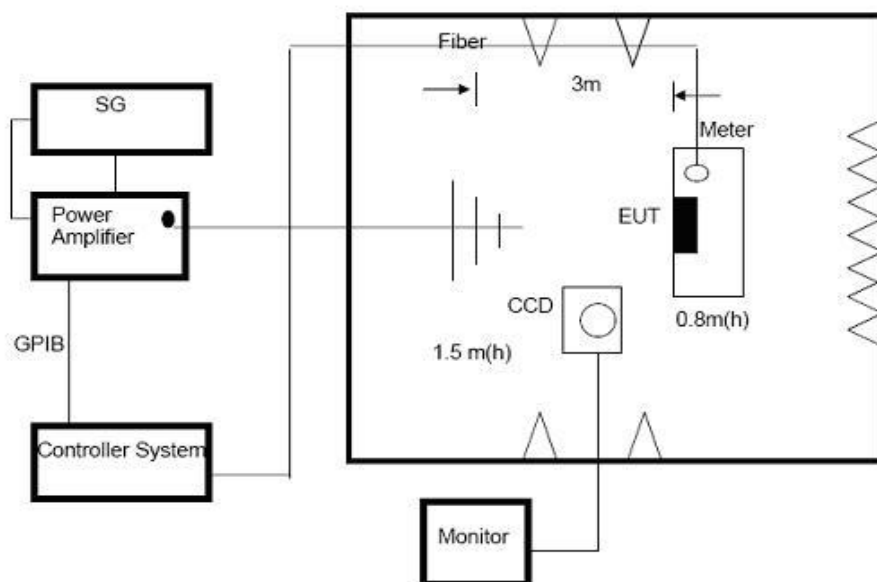 Fiber
SG
3m
Meter
Power
Amplifier
EUT
CCD
0.8m(h)
GPIB
1.5 m(h)
Controller System
Monitor